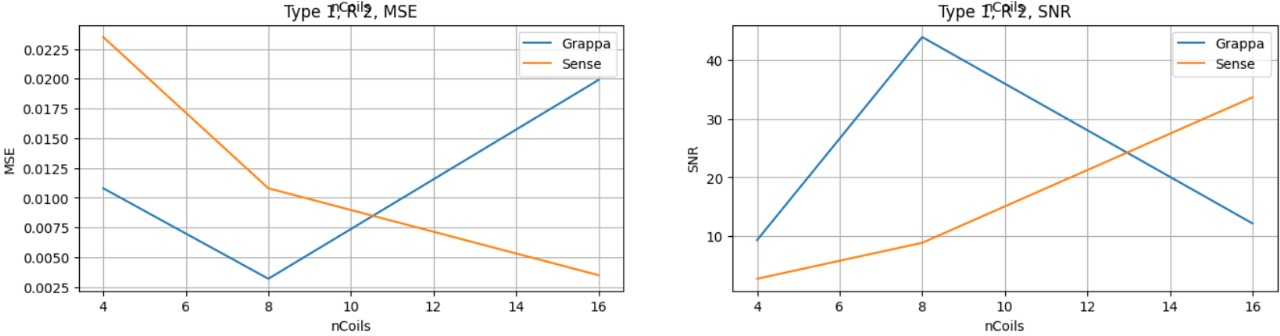 nCoils
Type 1, R 2, MSE
Grappa
Sense
0.0225
0.0200
0.0175
0.0150
0.0125
0.0100
0.0075
0.0050
0.0025
MSE
4 6 8 10 12 14 16
nCoils
nCoils
Type 1, R 2, SNR
Grappa
Sense
40
30
20
10
SNR
4 6 8 10 12 14 16
nCoils